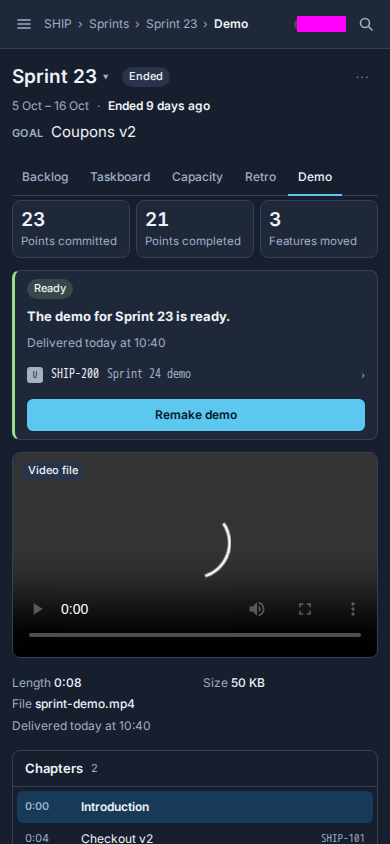 SHIP › Sprints › Sprint 23 › Demo
Sprint 23 ▾ Ended ...
5 Oct – 16 Oct · Ended 9 days ago
GOAL Coupons v2
Backlog Taskboard Capacity Retro Demo
23 21 3
Points committed Points completed Features moved
Ready
The demo for Sprint 23 is ready.
Delivered today at 10:40
U SHIP-200 Sprint 24 demo ›
Remake demo
Video file
0:00
Length 0:08 Size 50 KB
File sprint-demo.mp4
Delivered today at 10:40
Chapters 2
0:00 Introduction
0:04 Checkout v2 SHIP-101